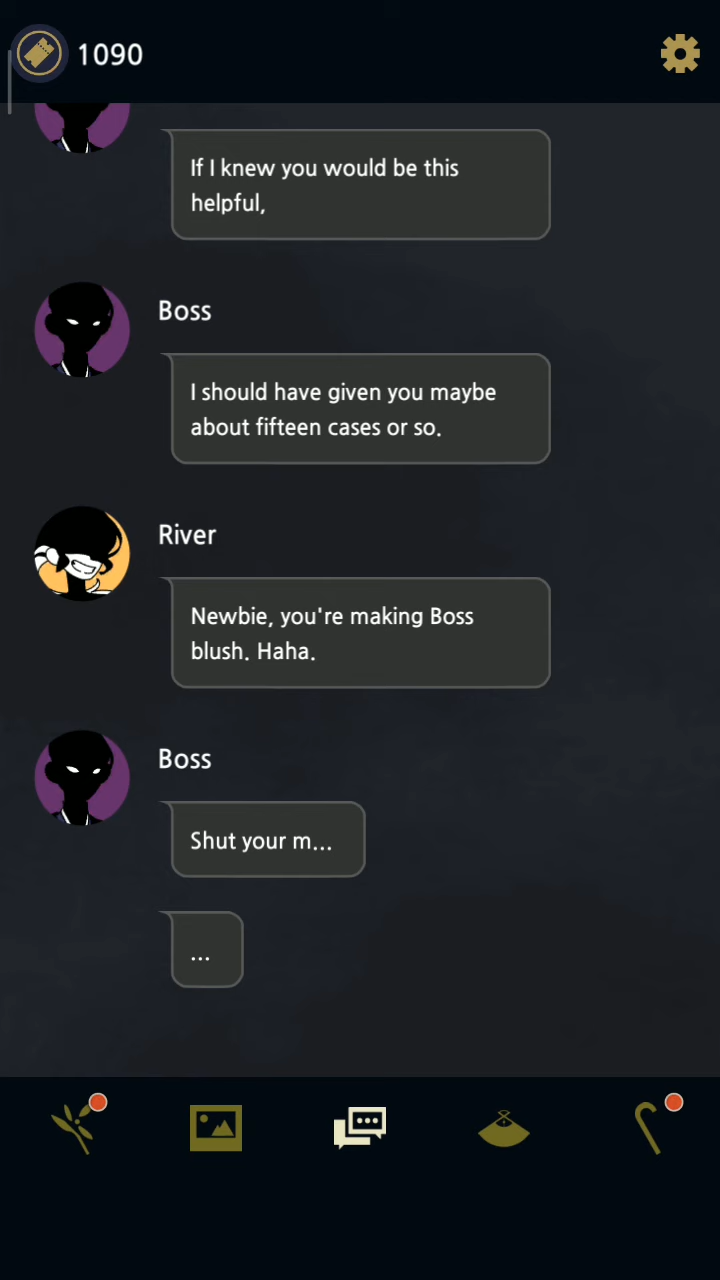 1090
If I knew you would be this
helpful,
Boss
I should have given you maybe
about fifteen cases or so.
River
Newbie, you're making Boss
blush. Haha.
Boss
Shut your m...
...